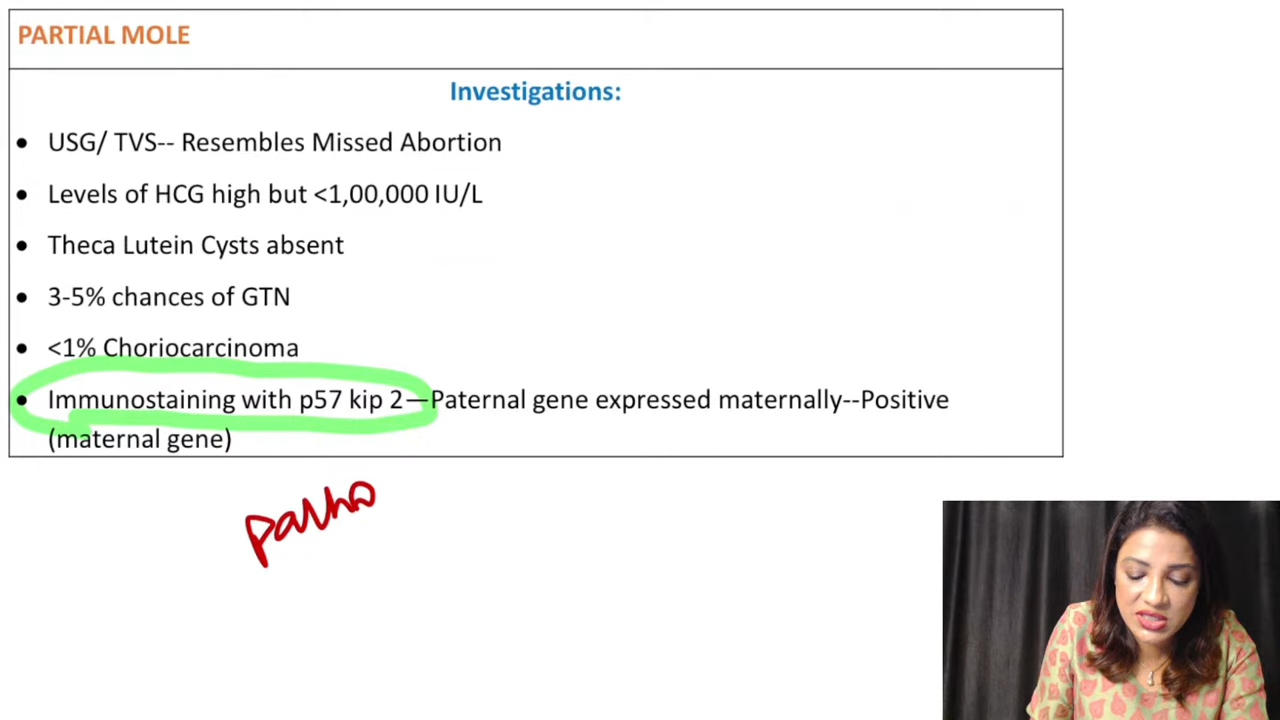 PARTIAL MOLE
Investigations:
• USG/ TVS-- Resembles Missed Abortion
• Levels of HCG high but <1,00,000 IU/L
• Theca Lutein Cysts absent
• 3-5% chances of GTN
• <1% Choriocarcinoma
• Immunostaining with p57 kip 2—Paternal gene expressed maternally--Positive
(maternal gene)